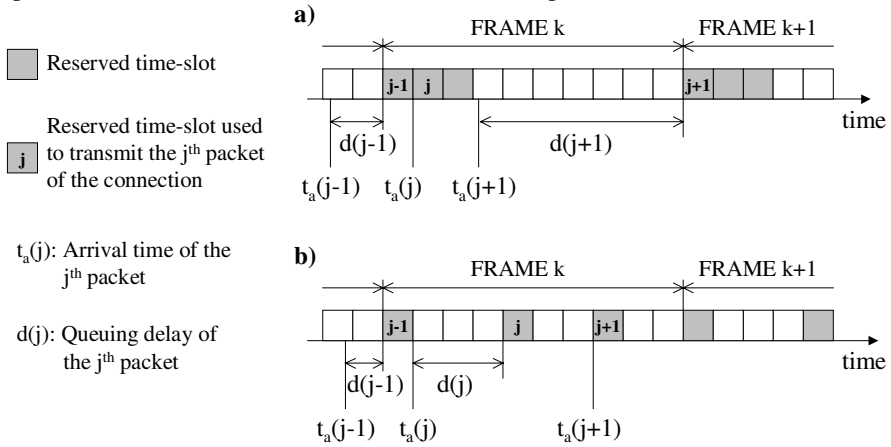 a)
FRAME k
FRAME k+1
Reserved time-slot
j-1
j
j+1
time
Reserved time-slot used
to transmit the jth packet
of the connection
j
d(j-1)
d(j+1)
ta(j-1)
ta(j)
ta(j+1)
ta(j): Arrival time of the
jth packet
d(j): Queuing delay of
the jth packet
b)
FRAME k
FRAME k+1
j-1
j
j+1
time
d(j-1)
d(j)
ta(j-1)
ta(j)
ta(j+1)